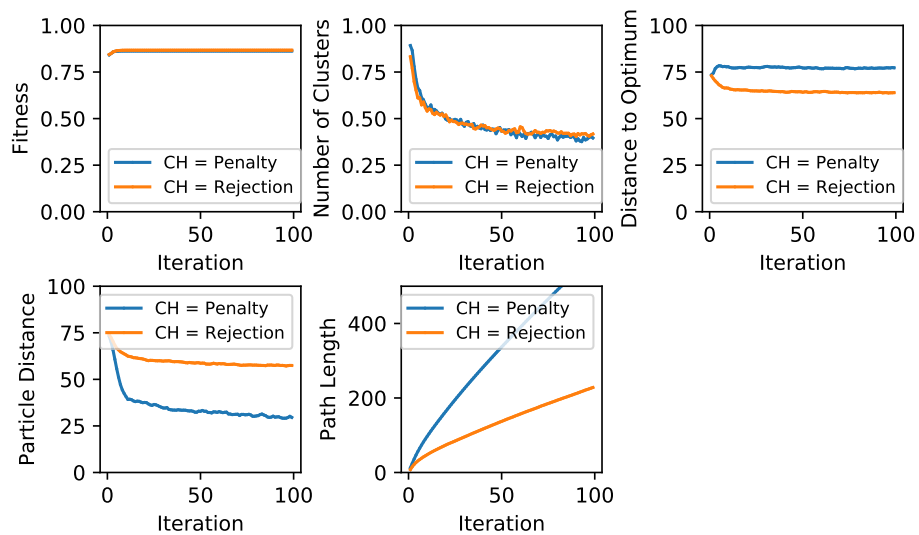 Fitness
1.00
0.75
0.50
0.25
0.00
CH = Penalty
CH = Rejection
0 50 100
Iteration
Number of Clusters
1.00
0.75
0.50
0.25
0.00
CH = Penalty
CH = Rejection
0 50 100
Iteration
Distance to Optimum
100
75
50
25
0
CH = Penalty
CH = Rejection
0 50 100
Iteration
Particle Distance
100
75
50
25
0
CH = Penalty
CH = Rejection
0 50 100
Iteration
Path Length
400
200
0
CH = Penalty
CH = Rejection
0 50 100
Iteration